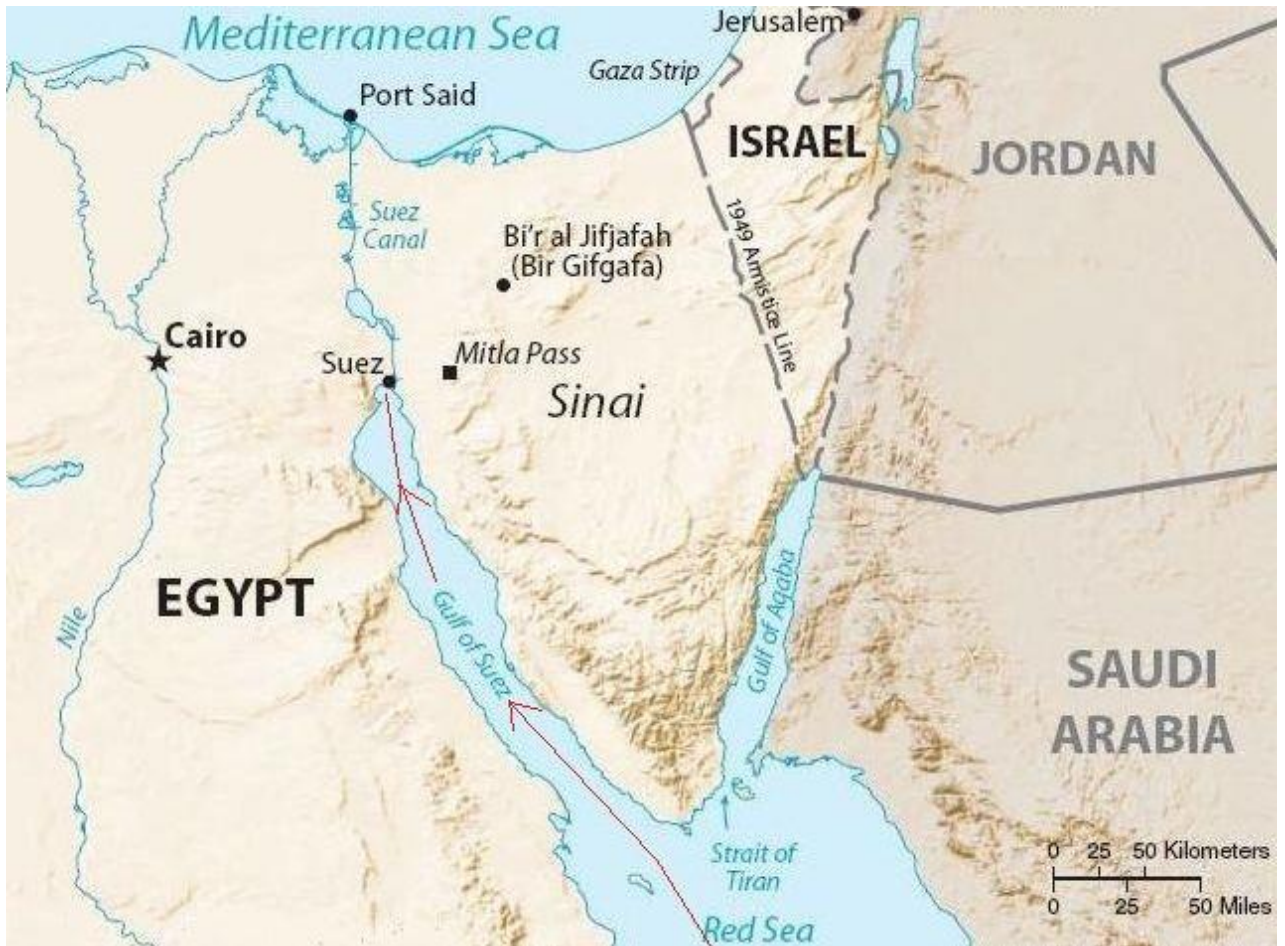 Mediterranean Sea
Jerusalem
Gaza Strip
Port Said
ISRAEL
JORDAN
Suez
Canal
1949 Armistice Line
Bi'r al Jifjafah
(Bir Gifgafa)
Cairo
Suez
Mitla Pass
Sinai
EGYPT
Nile
Gulf of Suez
Gulf of Aqaba
SAUDI
ARABIA
Strait of
Tiran
Red Sea
0 25 50 Kilometers
0 25 50 Miles